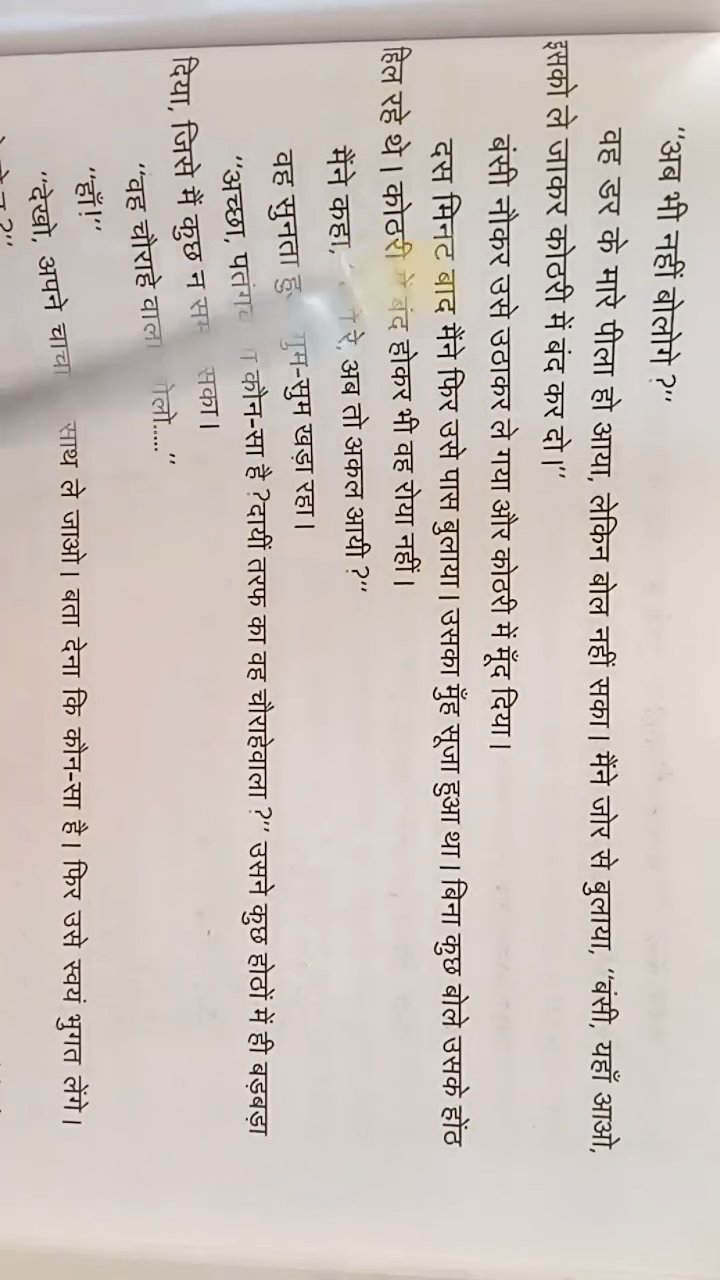 “अब भी नहीं बोलोगे ?”
वह डर के मारे पीला हो आया, लेकिन बोल नहीं सका। मैंने जोर से बुलाया, “बंसी, यहाँ आओ,
इसको ले जाकर कोठरी में बंद कर दो।”
बंसी नौकर उसे उठाकर ले गया और कोठरी में मूँद दिया।
दस मिनट बाद मैंने फिर उसे पास बुलाया। उसका मुँह सूजा हुआ था। बिना कुछ बोले उसके होंठ
हिल रहे थे। कोठरी में बंद होकर भी वह रोया नहीं।
मैंने कहा, रे, अब तो अकल आयी ?”
वह सुनता गुम-सुम खड़ा रहा।
“अच्छा, कौन-सा है ?दायीं तरफ का वह चौराहेवाला ?” उसने कुछ होठों में ही बड़बड़ा
दिया, जिसे मैं कुछ न सका।
“वह चौराहे वाला बोलो.....”
“हाँ!”
“देखो, अपने चाचा साथ ले जाओ। बता देना कि कौन-सा है। फिर उसे स्वयं भुगत लेंगे।